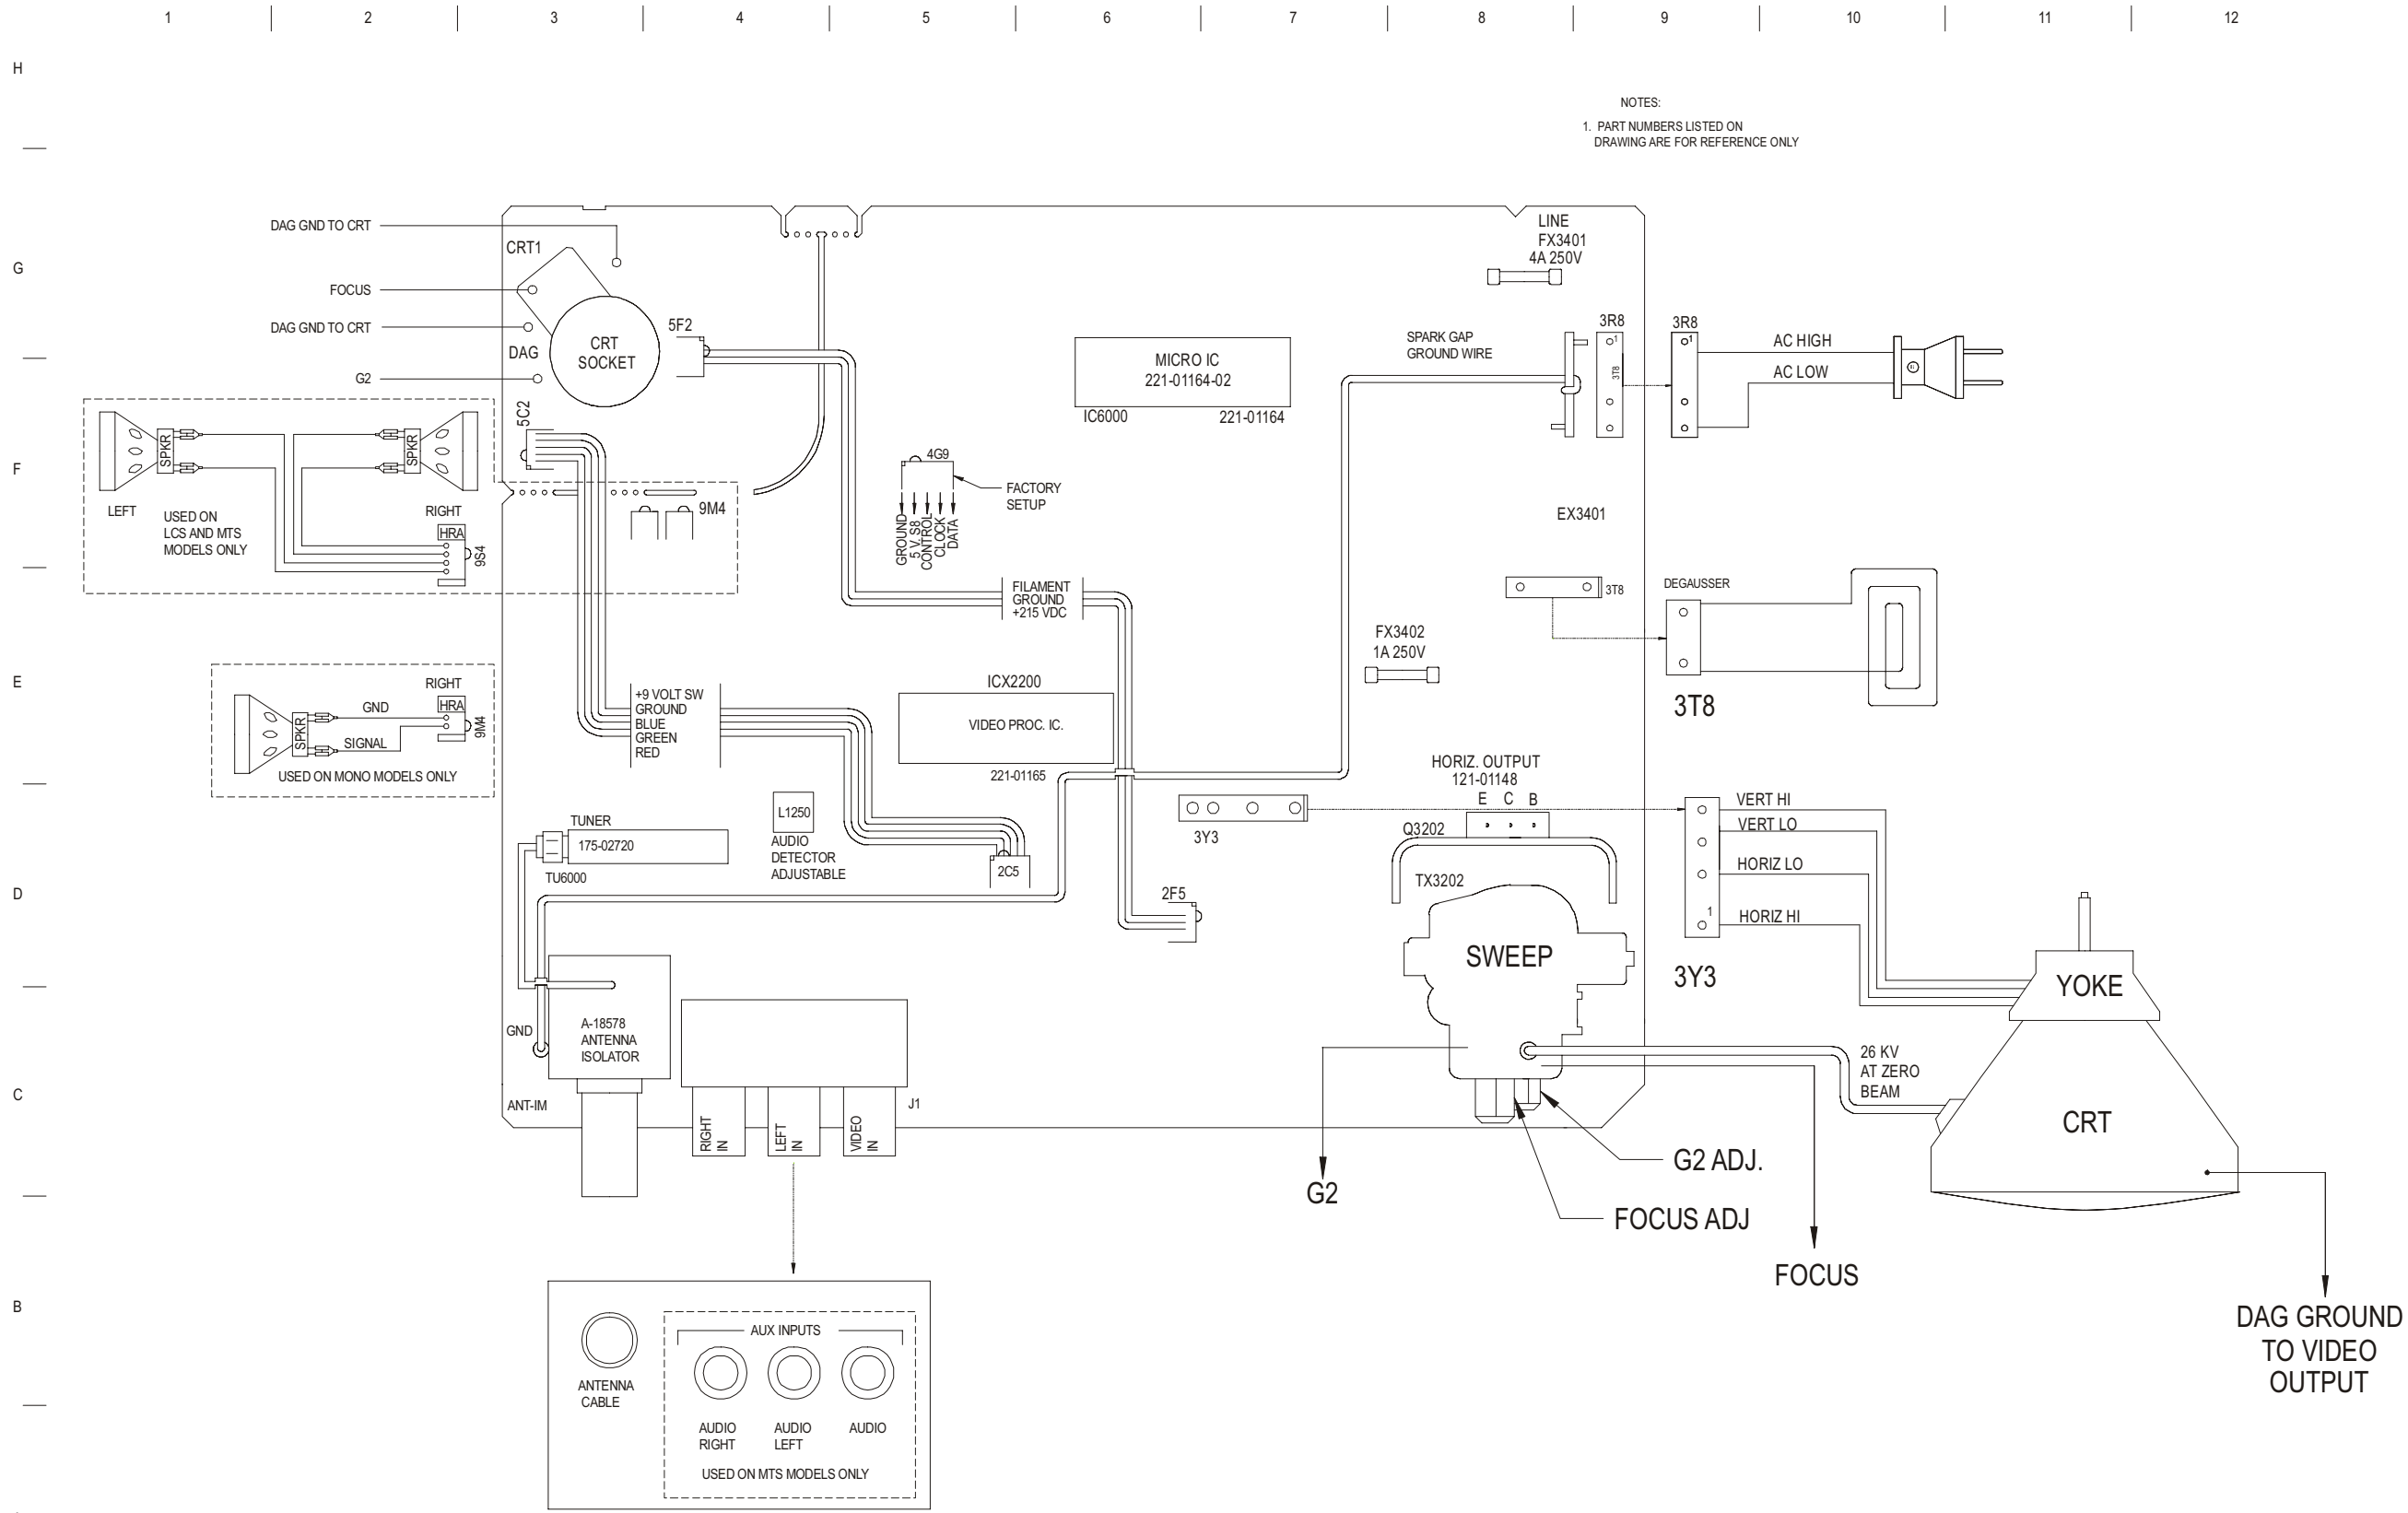 1 2 3 4 5 6 7 8 9 10 11 12
H
NOTES:
1. PART NUMBERS LISTED ON
DRAWING ARE FOR REFERENCE ONLY
G
DAG GND TO CRT
CRT1
FOCUS
DAG GND TO CRT
DAG
CRT
SOCKET
G2
5F2
5C2
LINE
FX3401
4A 250V
SPARK GAP
GROUND WIRE
3R8
1
3T8
3R8
1
AC HIGH
AC LOW
MICRO IC
221-01164-02
IC6000
221-01164
F
SPKR
SPKR
LEFT
USED ON
LCS AND MTS
MODELS ONLY
RIGHT
HRA
9S4
9M4
4G9
FACTORY
SETUP
GROUND
5 V. S8
CONTROL
CLOCK
DATA
EX3401
FILAMENT
GROUND
+215 VDC
3T8
DEGAUSSER
3T8
FX3402
1A 250V
E
RIGHT
HRA
9M4
GND
SPKR
SIGNAL
USED ON MONO MODELS ONLY
+9 VOLT SW
GROUND
BLUE
GREEN
RED
ICX2200
VIDEO PROC. IC.
221-01165
HORIZ. OUTPUT
121-01148
E C B
Q3202
3Y3
VERT HI
VERT LO
HORIZ LO
HORIZ HI
1
3Y3
D
TUNER
175-02720
TU6000
L1250
AUDIO
DETECTOR
ADJUSTABLE
2C5
2F5
TX3202
SWEEP
YOKE
C
GND
A-18578
ANTENNA
ISOLATOR
ANT-IM
RIGHT
IN
LEFT
IN
VIDEO
IN
J1
26 KV
AT ZERO
BEAM
CRT
G2
G2 ADJ.
FOCUS ADJ
FOCUS
DAG GROUND
TO VIDEO
OUTPUT
B
AUX INPUTS
ANTENNA
CABLE
AUDIO
RIGHT
AUDIO
LEFT
AUDIO
USED ON MTS MODELS ONLY